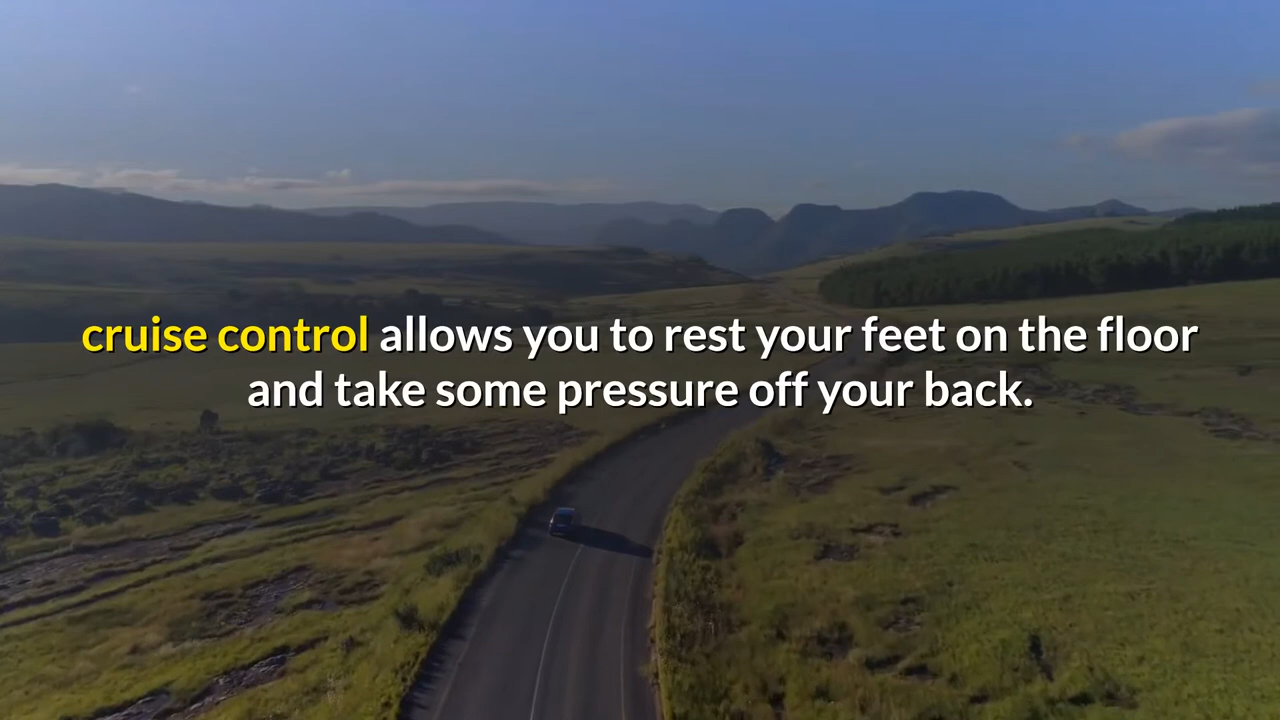 cruise control allows you to rest your feet on the floor
and take some pressure off your back.